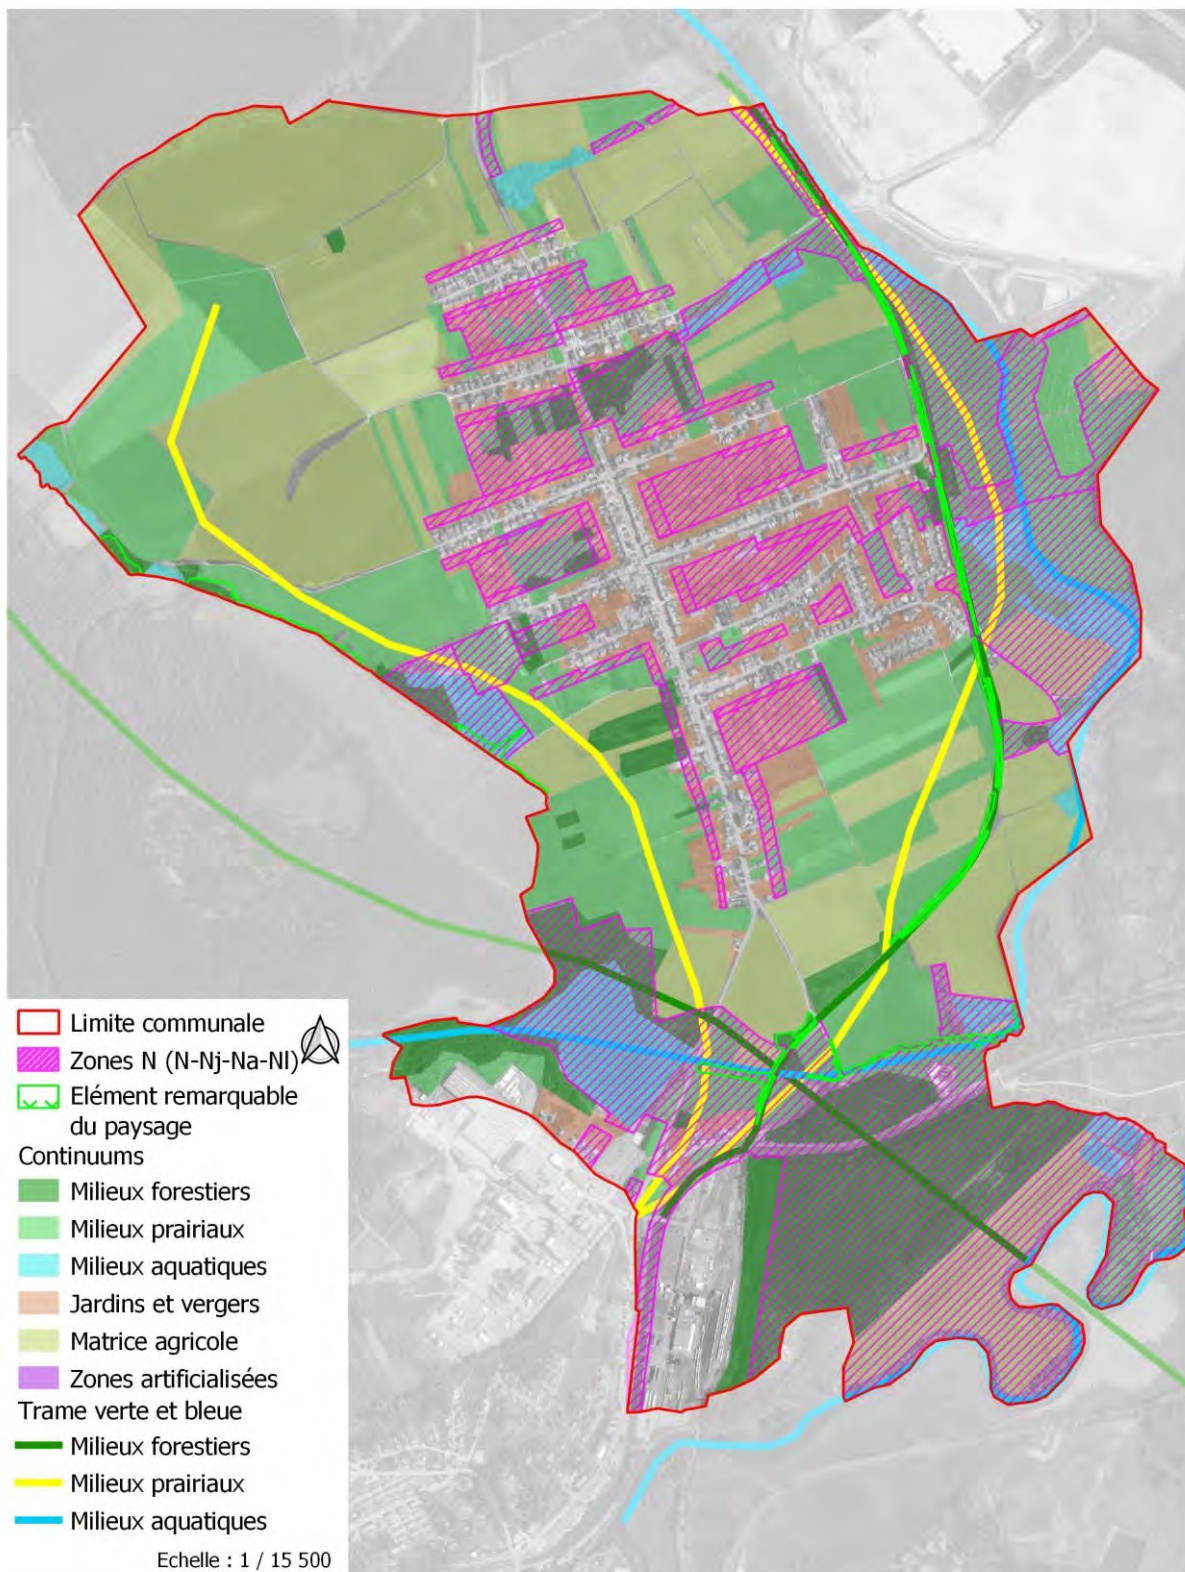 Limite communale
Zones N (N-Nj-Na-Nl)
Elément remarquable
du paysage
Continuums
Milieux forestiers
Milieux prairiaux
Milieux aquatiques
Jardins et vergers
Matrice agricole
Zones artificialisées
Trame verte et bleue
Milieux forestiers
Milieux prairiaux
Milieux aquatiques
Echelle : 1 / 15 500